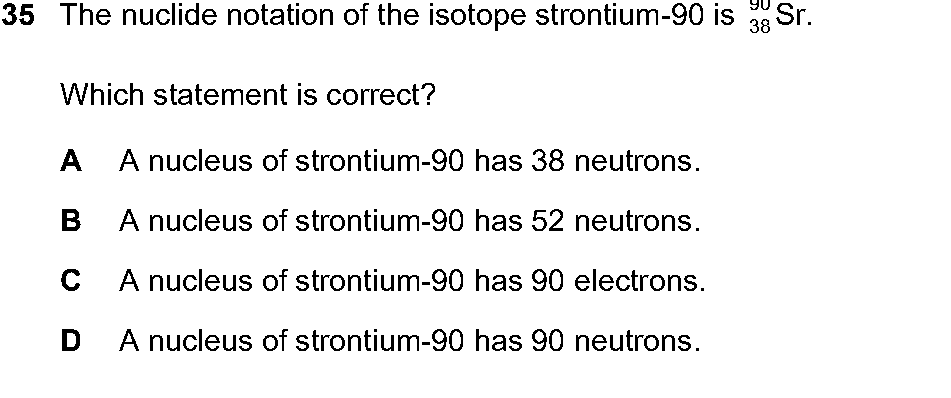 35 The nuclide notation of the isotope strontium-90 is ⁹⁰₃₈Sr.
Which statement is correct?
A A nucleus of strontium-90 has 38 neutrons.
B A nucleus of strontium-90 has 52 neutrons.
C A nucleus of strontium-90 has 90 electrons.
D A nucleus of strontium-90 has 90 neutrons.